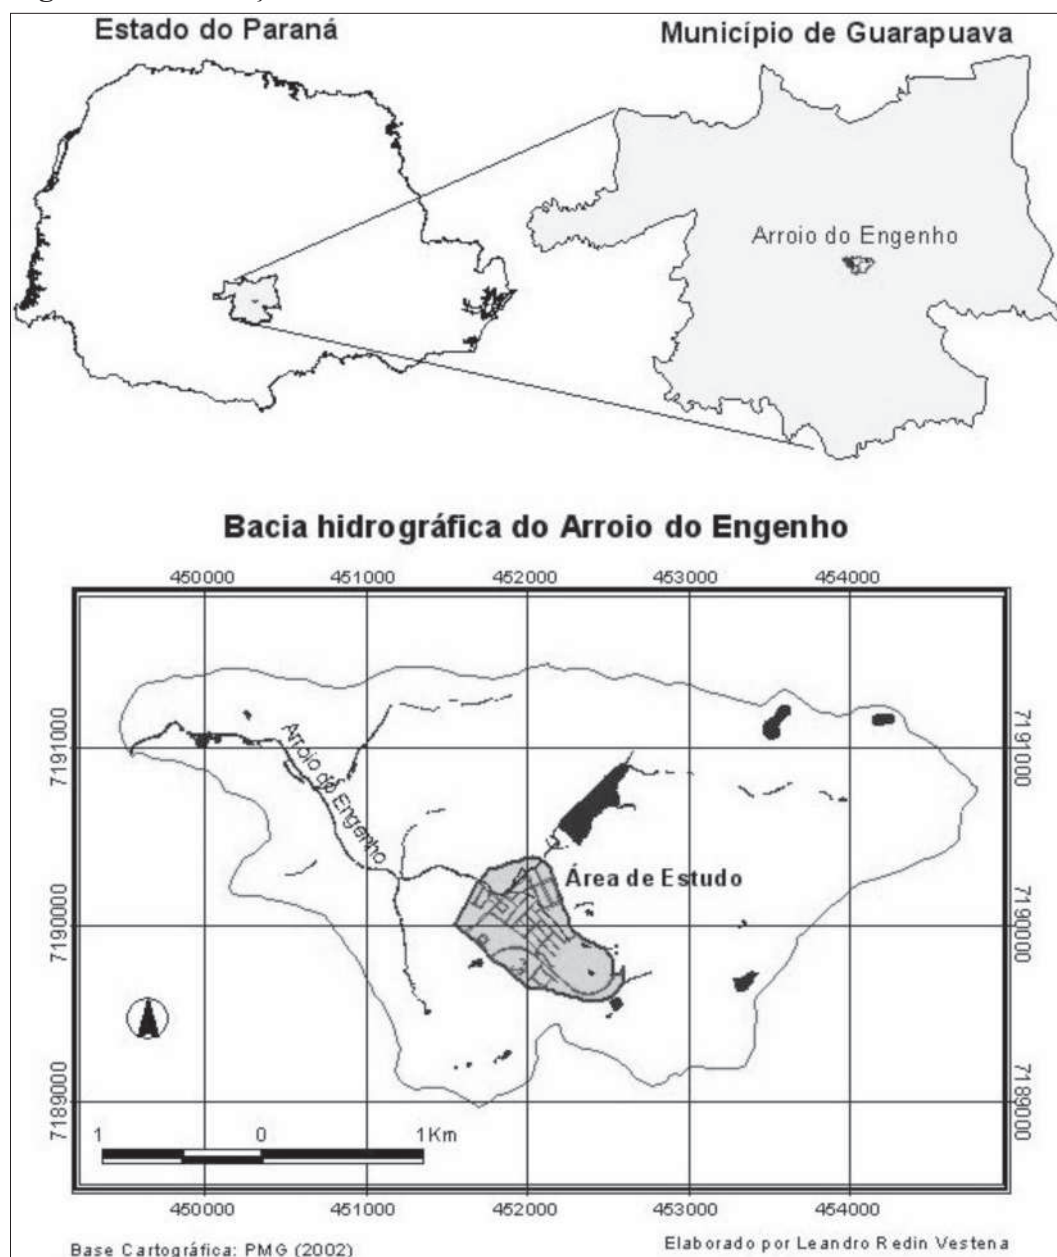 Estado do Paraná
Município de Guarapuava
Arroio do Engenho
Bacia hidrográfica do Arroio do Engenho
450000 451000 452000 453000 454000
7191000
7191000
Arroio do Engenho
Área de Estudo
7190000
7190000
7189000
7189000
1 0 1 Km
450000 451000 452000 453000 454000
Base Cartográfica: PMG (2002)
Elaborado por Leandro Redin Vestena